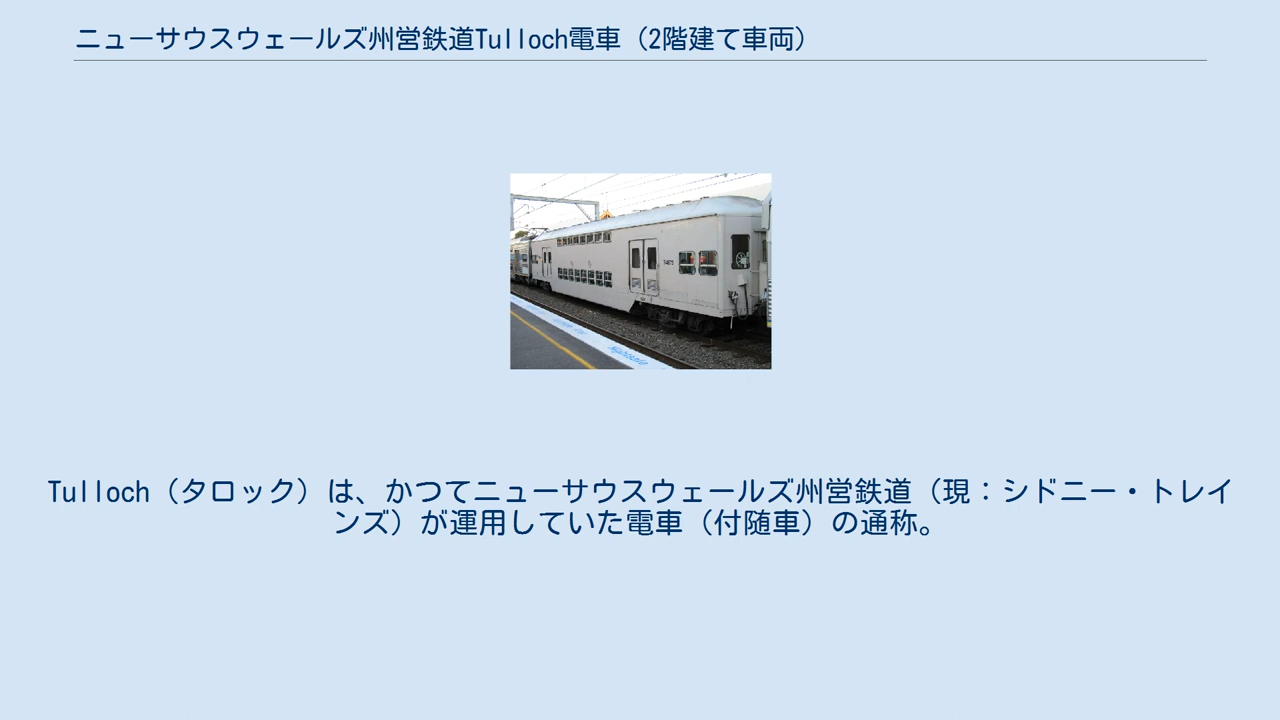 ニューサウスウェールズ州営鉄道Tulloch電車（2階建て車両）
Tulloch（タロック）は、かつてニューサウスウェールズ州営鉄道（現：シドニー・トレイ
ンズ）が運用していた電車（付随車）の通称。